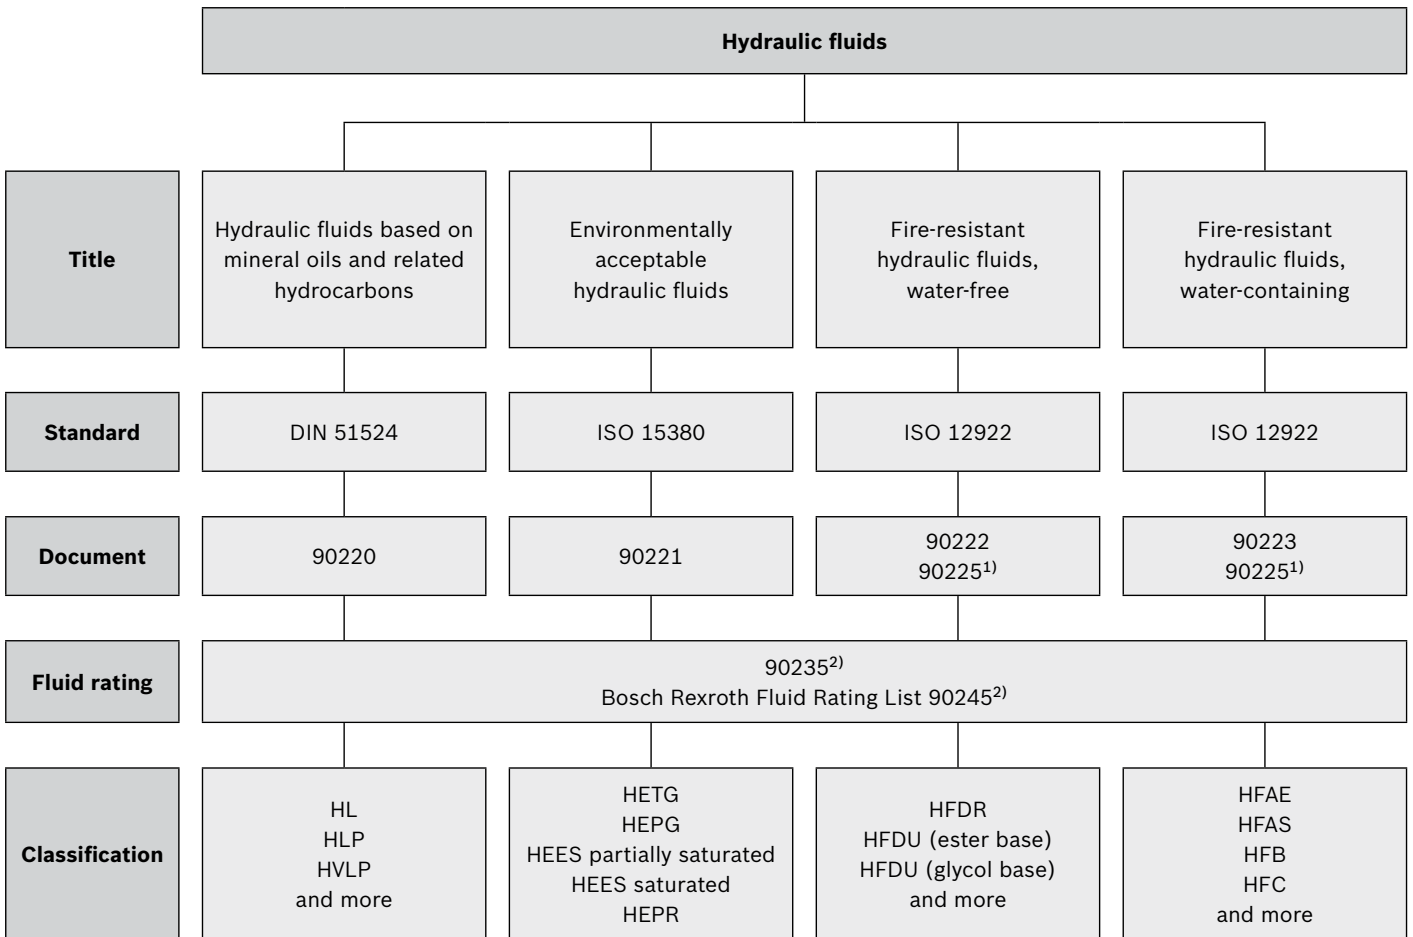 Hydraulic fluids
Title
Hydraulic fluids based on
mineral oils and related
hydrocarbons
Environmentally
acceptable
hydraulic fluids
Fire-resistant
hydraulic fluids,
water-free
Fire-resistant
hydraulic fluids,
water-containing
Standard
DIN 51524
ISO 15380
ISO 12922
ISO 12922
Document
90220
90221
90222
90225¹⁾
90223
90225¹⁾
Fluid rating
90235²⁾
Bosch Rexroth Fluid Rating List 90245²⁾
Classification
HL
HLP
HVLP
and more
HETG
HEPG
HEES partially saturated
HEES saturated
HEPR
HFDR
HFDU (ester base)
HFDU (glycol base)
and more
HFAE
HFAS
HFB
HFC
and more